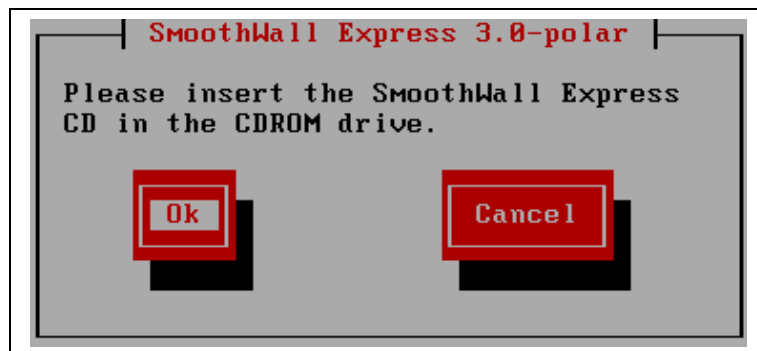 SmoothWall Express 3.0-polar
Please insert the SmoothWall Express
CD in the CDROM drive.
Ok
Cancel